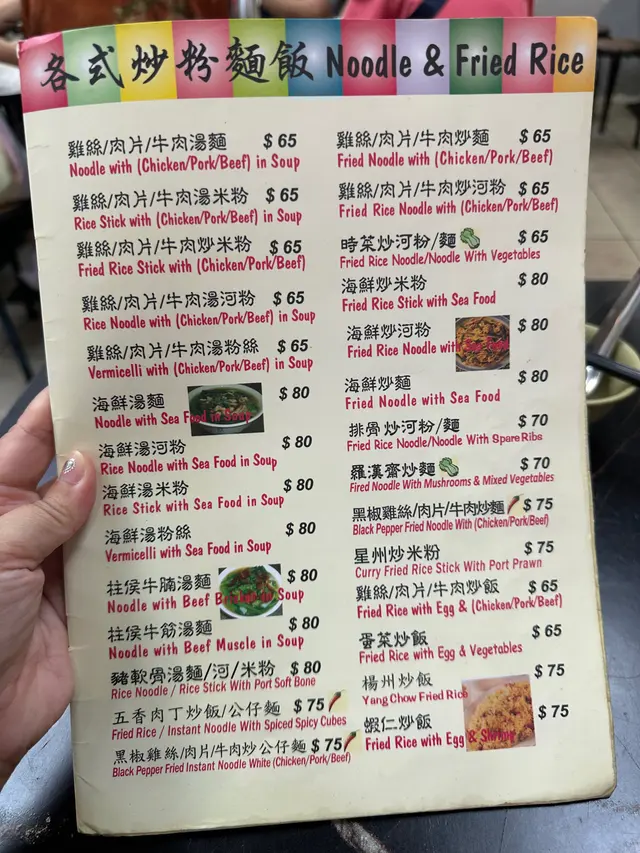 各式炒粉麵飯 Noodle & Fried Rice
雞絲/肉片/牛肉湯麵 $ 65
Noodle with (Chicken/Pork/Beef) in Soup
雞絲/肉片/牛肉湯米粉 $ 65
Rice Stick with (Chicken/Pork/Beef) in Soup
雞絲/肉片/牛肉炒米粉 $ 65
Fried Rice Stick with (Chicken/Pork/Beef)
雞絲/肉片/牛肉湯河粉 $ 65
Rice Noodle with (Chicken/Pork/Beef) in Soup
雞絲/肉片/牛肉湯粉絲 $ 65
Vermicelli with (Chicken/Pork/Beef) in Soup
海鮮湯麵 $ 80
Noodle with Sea Food in Soup
海鮮湯河粉 $ 80
Rice Noodle with Sea Food in Soup
海鮮湯米粉 $ 80
Rice Stick with Sea Food in Soup
海鮮湯粉絲 $ 80
Vermicelli with Sea Food in Soup
柱侯牛腩湯麵 $ 80
Noodle with Beef in Soup
柱侯牛筋湯麵 $ 80
Noodle with Beef Muscle in Soup
豬軟骨湯麵/河/米粉 $ 80
Rice Noodle / Rice Stick With Port Soft Bone
五香肉丁炒飯/公仔麵 $ 75
Fried Rice / Instant Noodle With Spiced Spicy Cubes
黑椒雞絲/肉片/牛肉炒公仔麵 $ 75
Black Pepper Fried Instant Noodle White (Chicken/Pork/Beef)
雞絲/肉片/牛肉炒麵 $ 65
Fried Noodle with (Chicken/Pork/Beef)
雞絲/肉片/牛肉炒河粉 $ 65
Fried Rice Noodle with (Chicken/Pork/Beef)
時菜炒河粉/麵 $ 65
Fried Rice Noodle/Noodle With Vegetables
海鮮炒米粉 $ 80
Fried Rice Stick with Sea Food
海鮮炒河粉 $ 80
Fried Rice Noodle with Sea Food
海鮮炒麵 $ 80
Fried Noodle with Sea Food
排骨炒河粉/麵 $ 70
Fried Rice Noodle/Noodle With Spare Ribs
羅漢齋炒麵 $ 70
Fired Noodle With Mushrooms & Mixed Vegetables
黑椒雞絲/肉片/牛肉炒麵 $ 75
Black Pepper Fried Noodle With (Chicken/Pork/Beef)
星州炒米粉 $ 75
Curry Fried Rice Stick With Port Prawn
雞絲/肉片/牛肉炒飯 $ 65
Fried Rice with Egg & (Chicken/Pork/Beef)
蛋菜炒飯 $ 65
Fried Rice with Egg & Vegetables
楊州炒飯 $ 75
Yang Chow Fried Rice
蝦仁炒飯 $ 75
Fried Rice with Egg & Shrimp